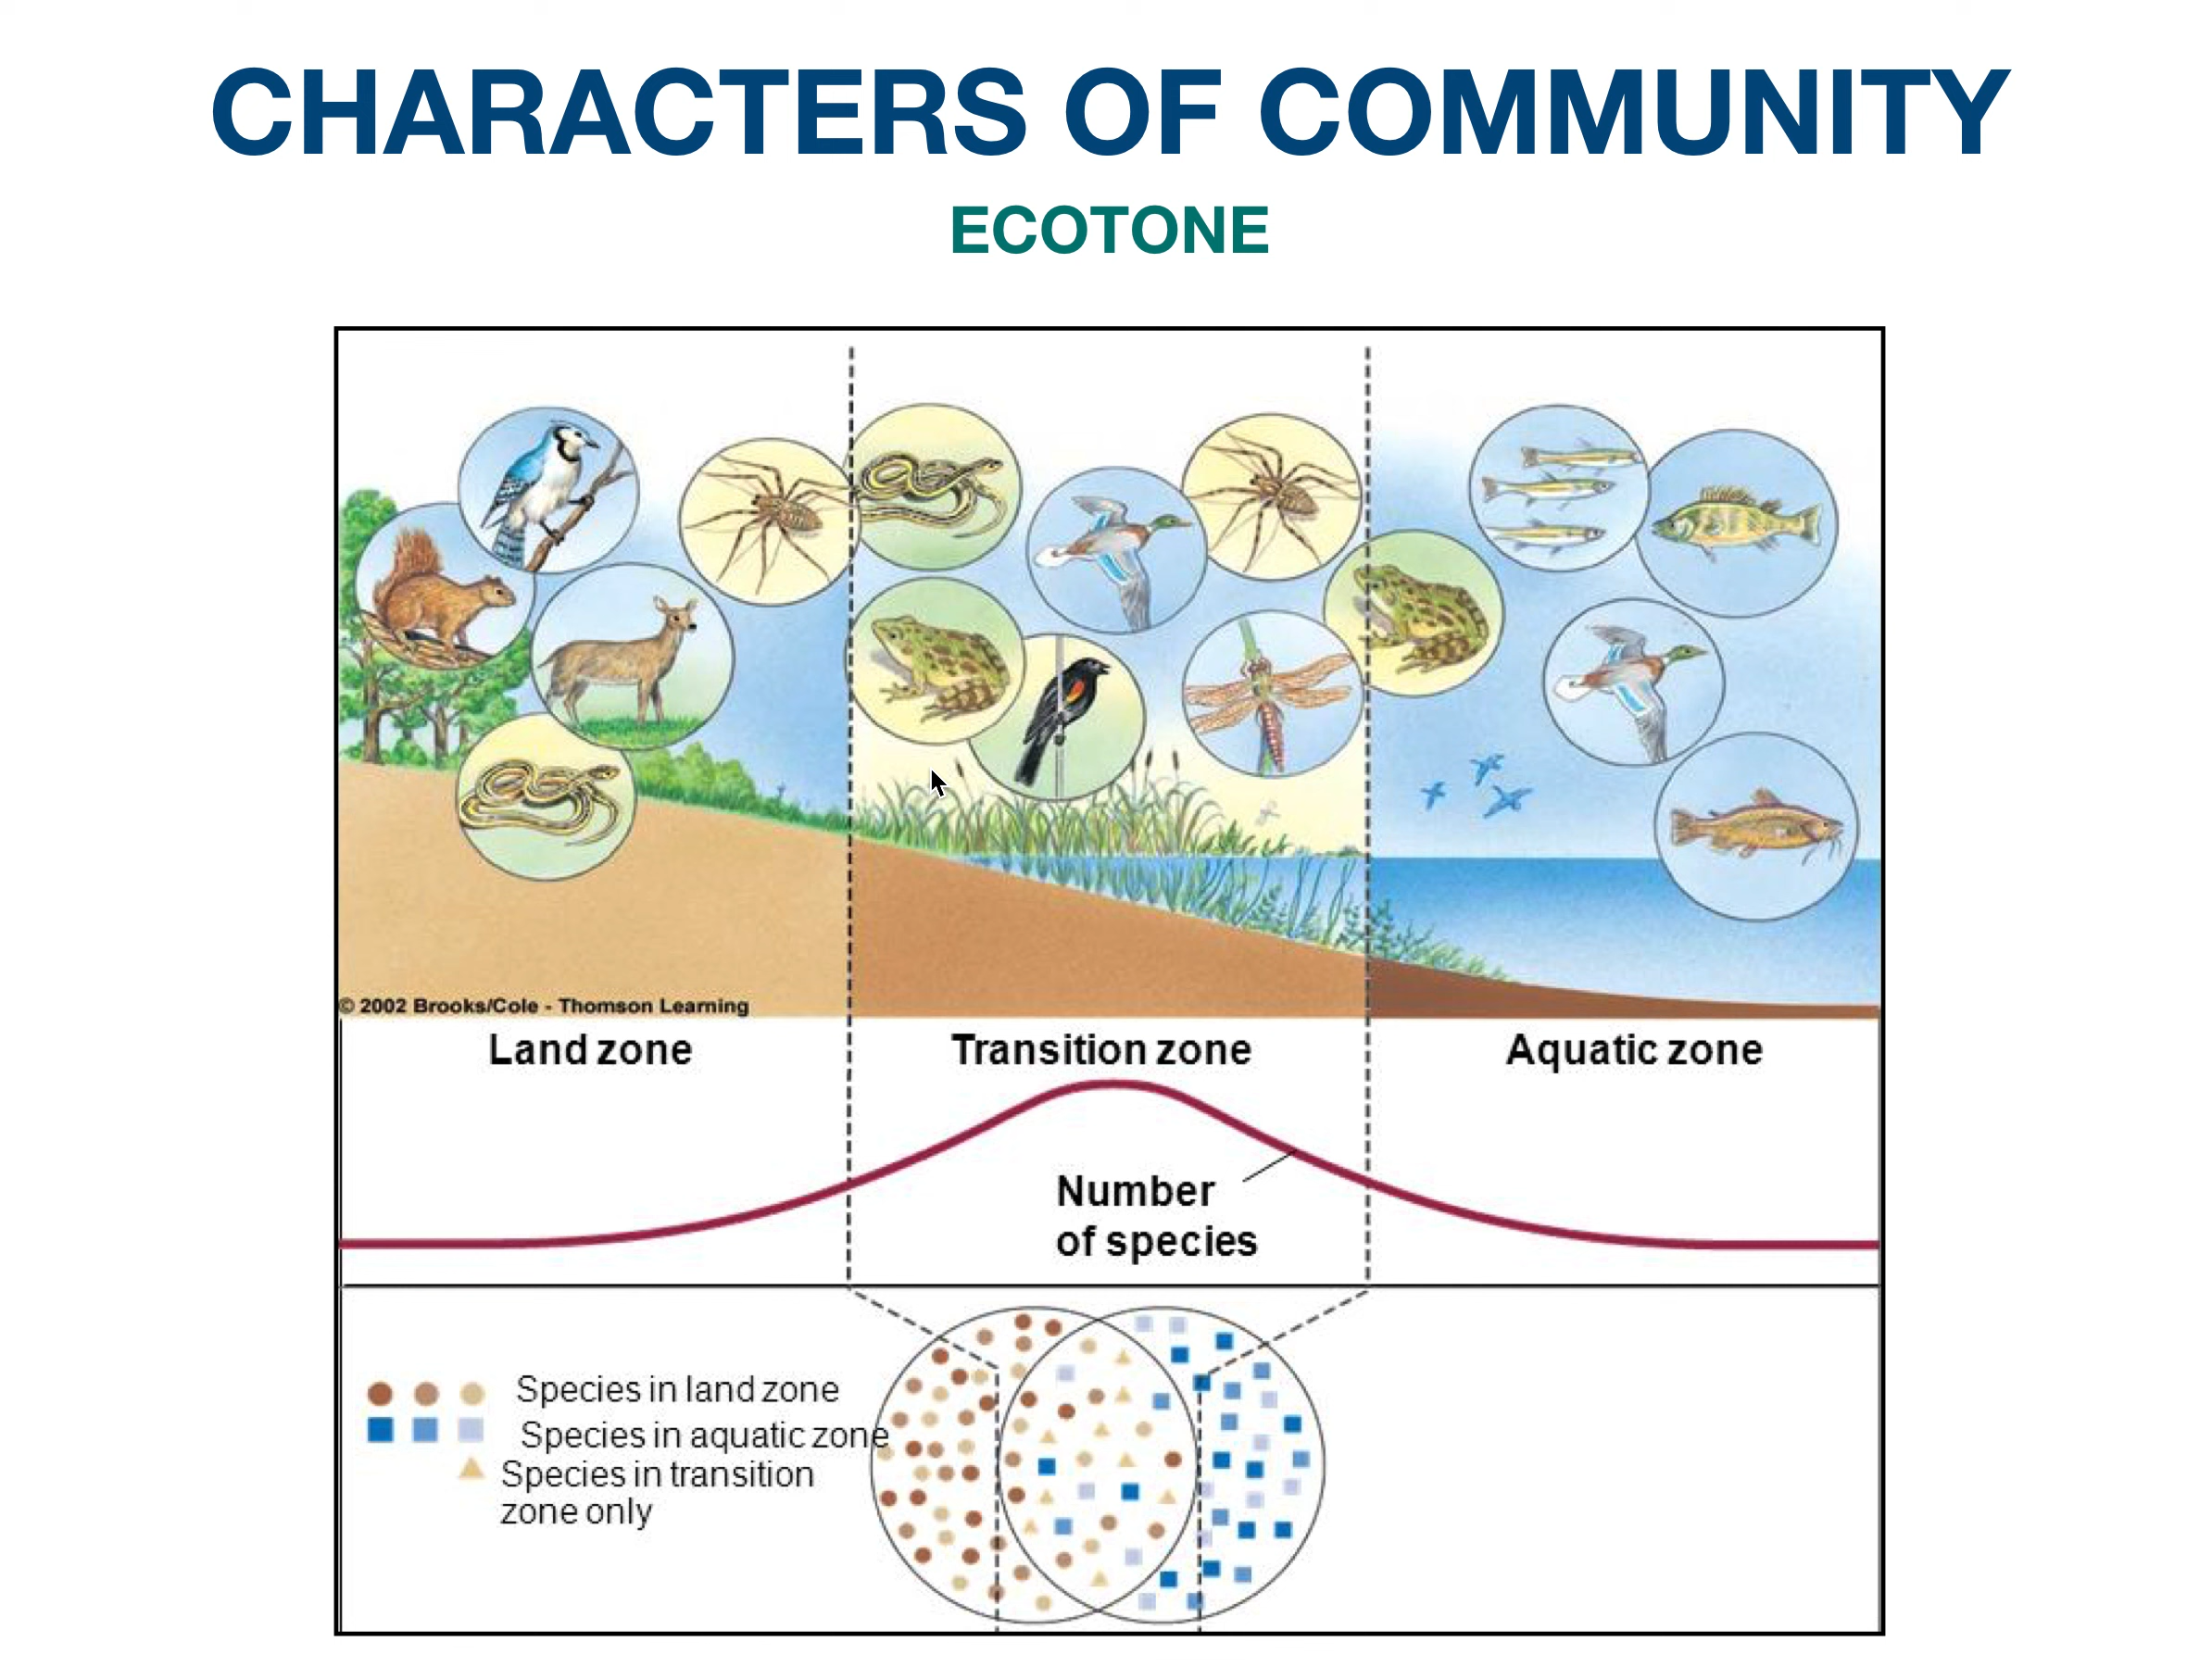 CHARACTERS OF COMMUNITY
ECOTONE
© 2002 Brooks/Cole - Thomson Learning
Land zone
Transition zone
Aquatic zone
Number
of species
Species in land zone
Species in aquatic zone
Species in transition
zone only